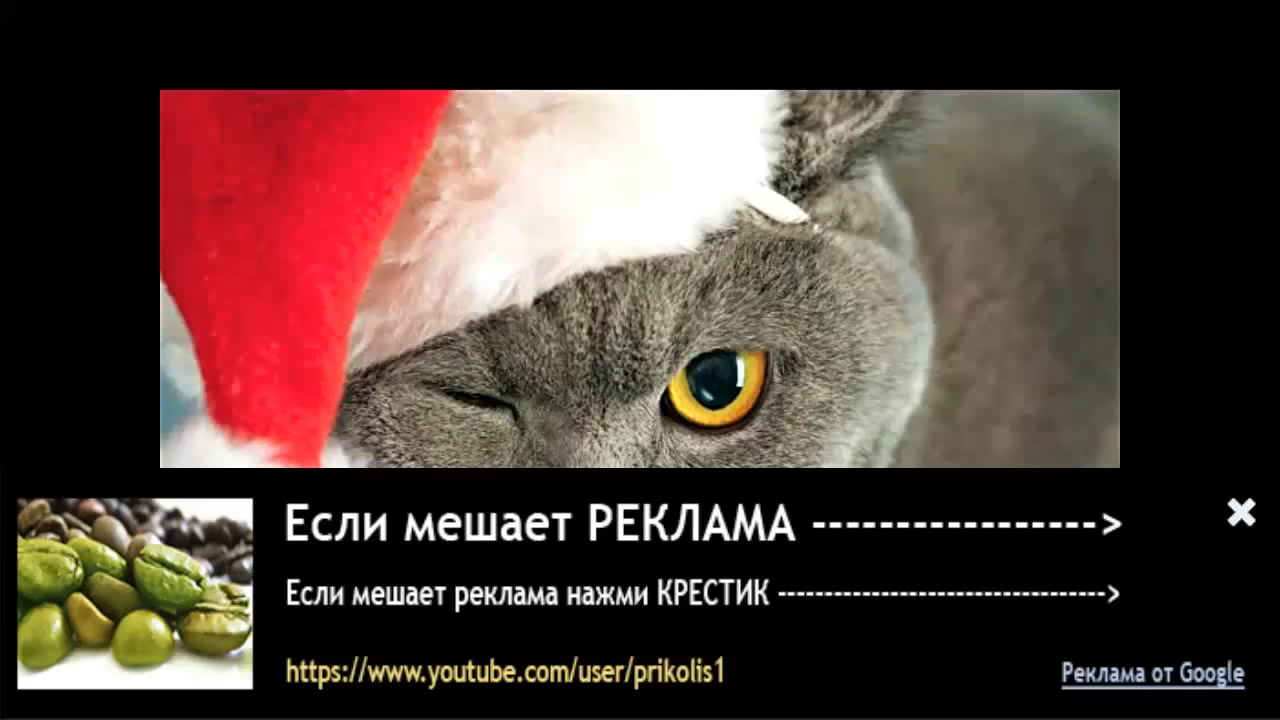 Если мешает РЕКЛАМА ----------------->
Если мешает реклама нажми КРЕСТИК ----------------------------------->
https://www.youtube.com/user/prikolis1
Реклама от Google